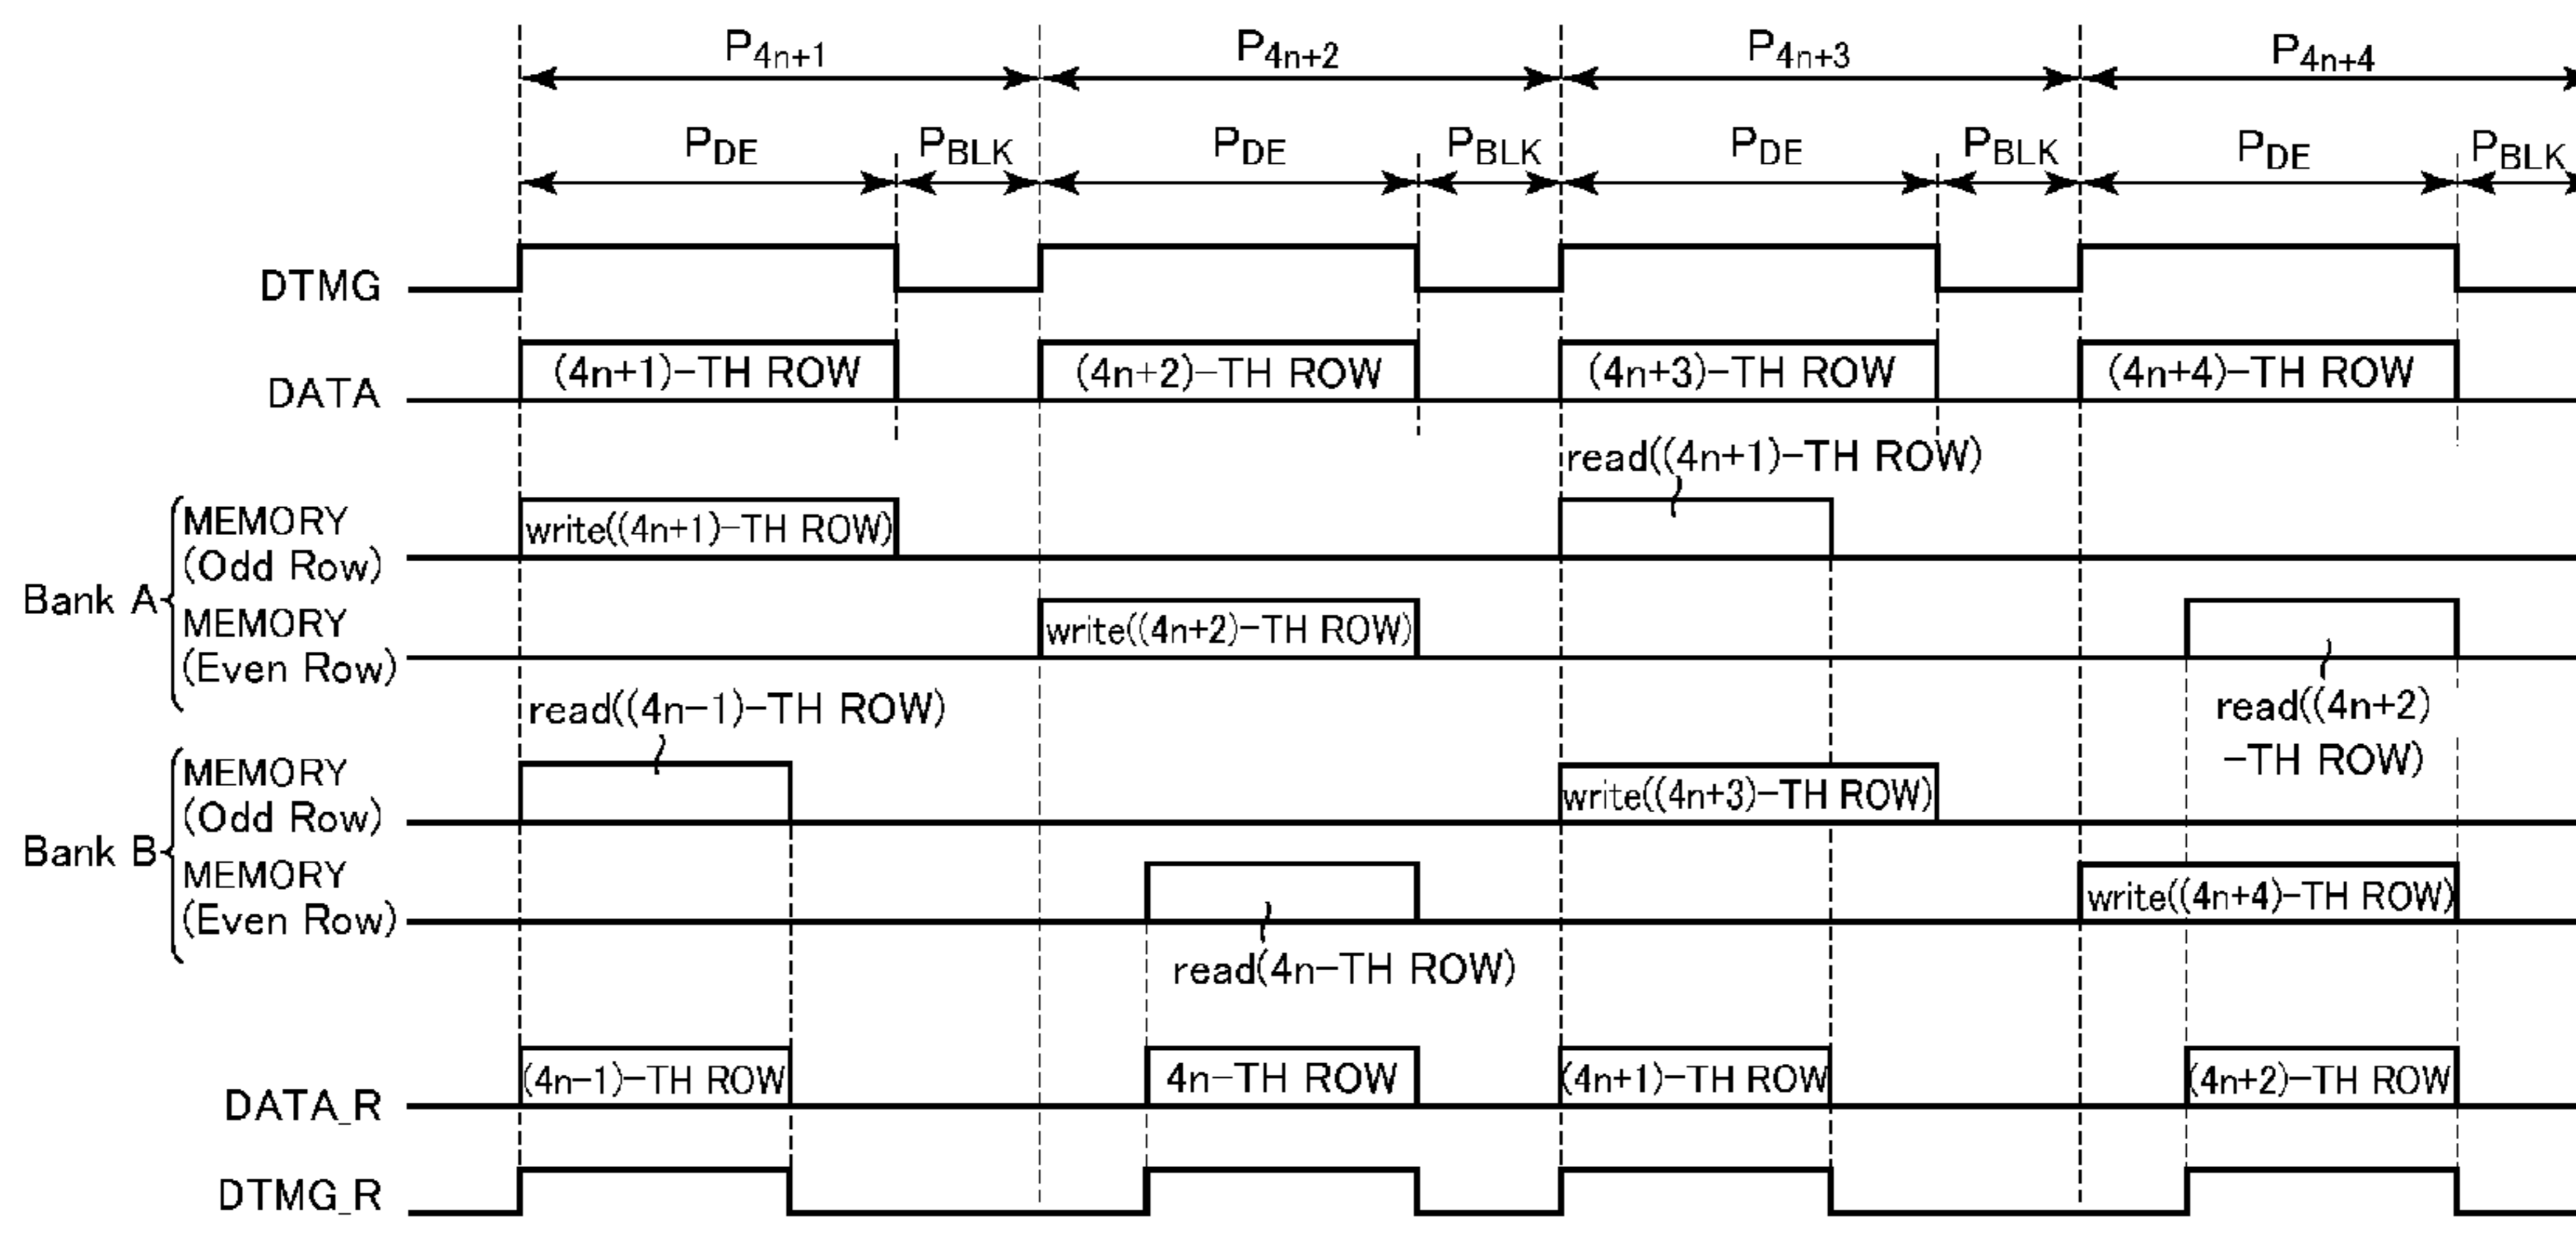 P4n+1 P4n+2 P4n+3 P4n+4
PDE PBLK PDE PBLK PDE PBLK PDE PBLK
DTMG
DATA (4n+1)-TH ROW (4n+2)-TH ROW (4n+3)-TH ROW (4n+4)-TH ROW
read((4n+1)-TH ROW)
Bank A
MEMORY
(Odd Row)
write((4n+1)-TH ROW)
MEMORY
(Even Row)
write((4n+2)-TH ROW)
read((4n+2)
-TH ROW)
read((4n-1)-TH ROW)
Bank B
MEMORY
(Odd Row)
write((4n+3)-TH ROW)
MEMORY
(Even Row)
write((4n+4)-TH ROW)
read(4n-TH ROW)
DATA_R (4n-1)-TH ROW 4n-TH ROW (4n+1)-TH ROW (4n+2)-TH ROW
DTMG_R